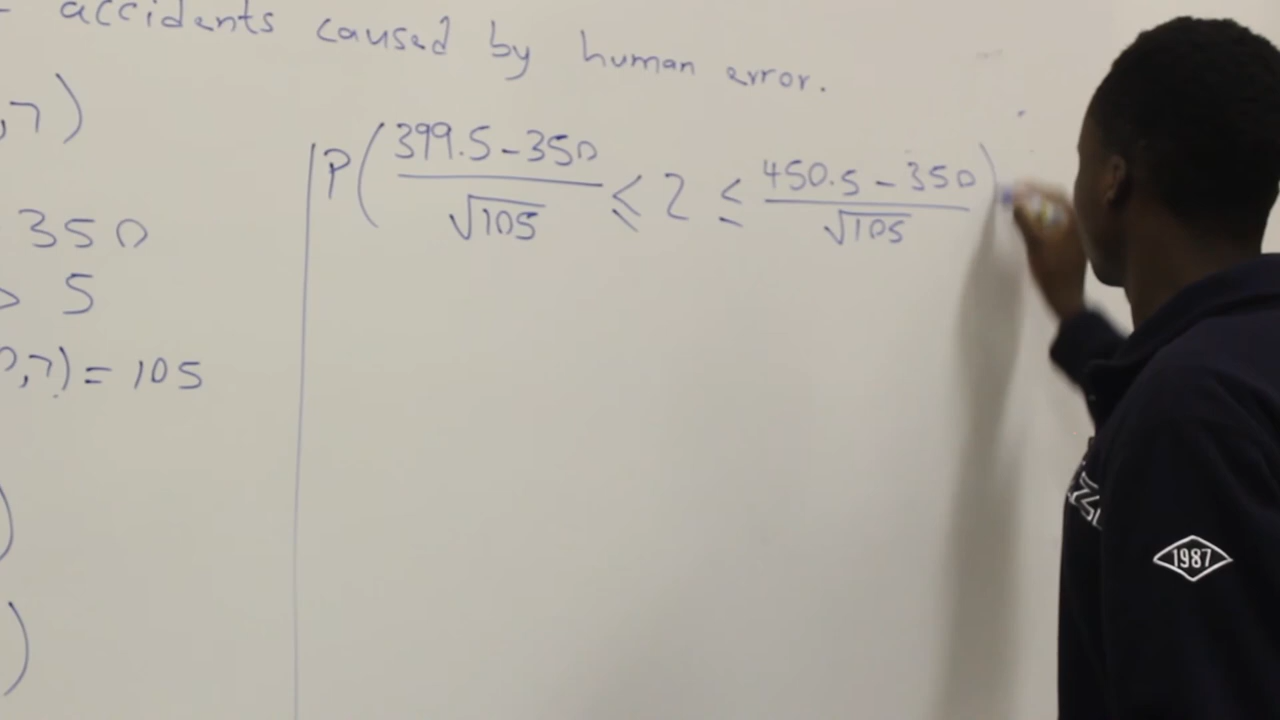 accidents caused by human error.
,7)
350
> 5
0,7) = 105
)
)
P(399.5-350/√105 ≤ Z ≤ 450.5-350/√105)
1987